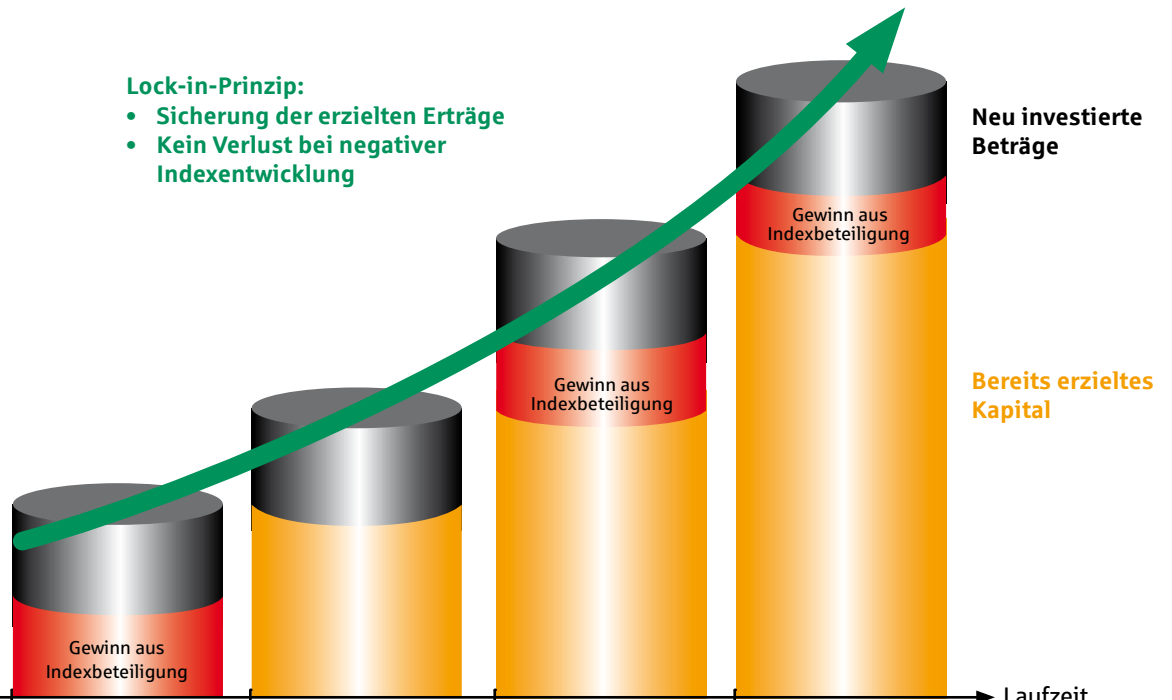 Lock-in-Prinzip:
• Sicherung der erzielten Erträge
• Kein Verlust bei negativer
Indexentwicklung
Neu investierte
Beträge
Gewinn aus
Indexbeteiligung
Gewinn aus
Indexbeteiligung
Bereits erzieltes
Kapital
Gewinn aus
Indexbeteiligung
Laufzeit